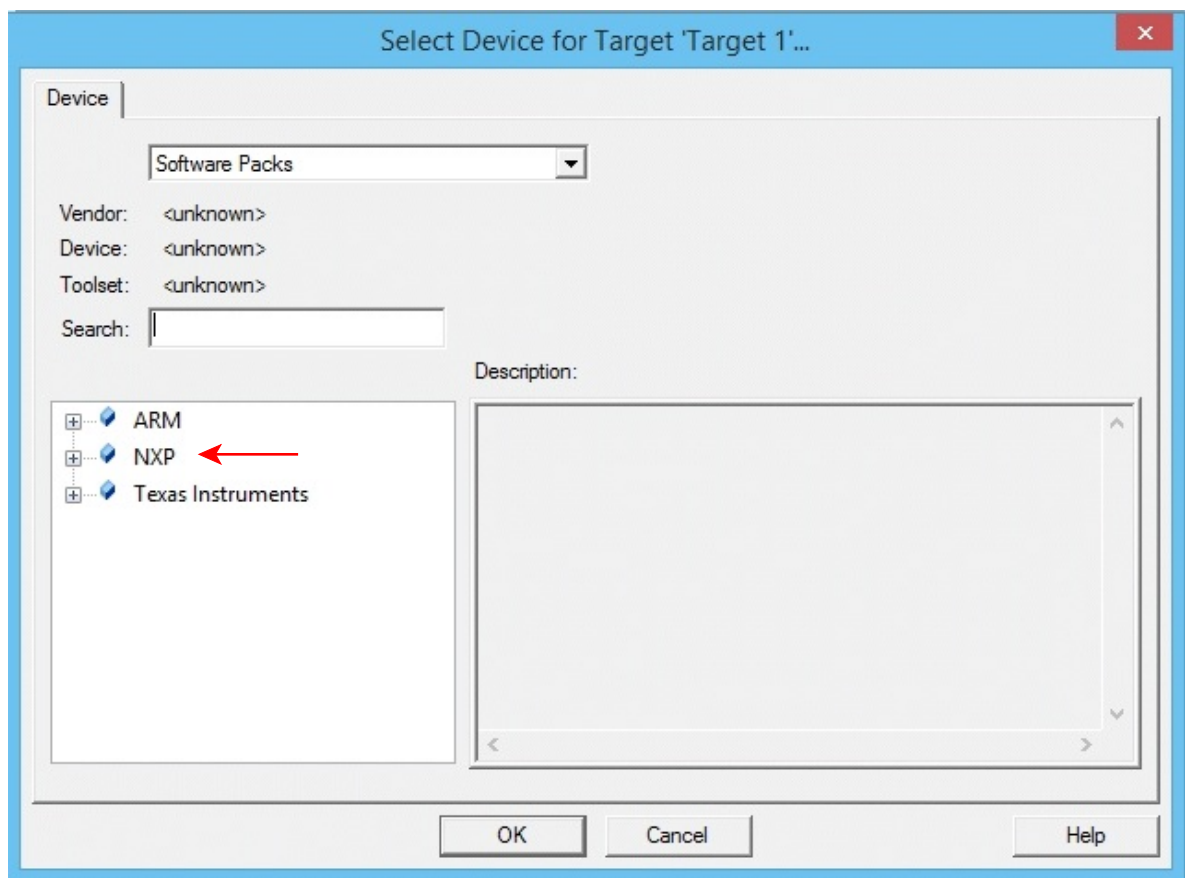 Select Device for Target 'Target 1'...
Device
Software Packs
Vendor: <unknown>
Device: <unknown>
Toolset: <unknown>
Search:
Description:
ARM
NXP
Texas Instruments
OK Cancel Help